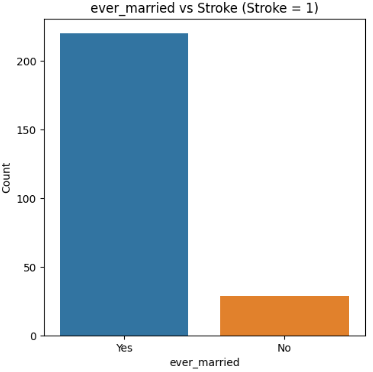 ever_married vs Stroke (Stroke = 1)
Count
200
150
100
50
0
Yes No
ever_married